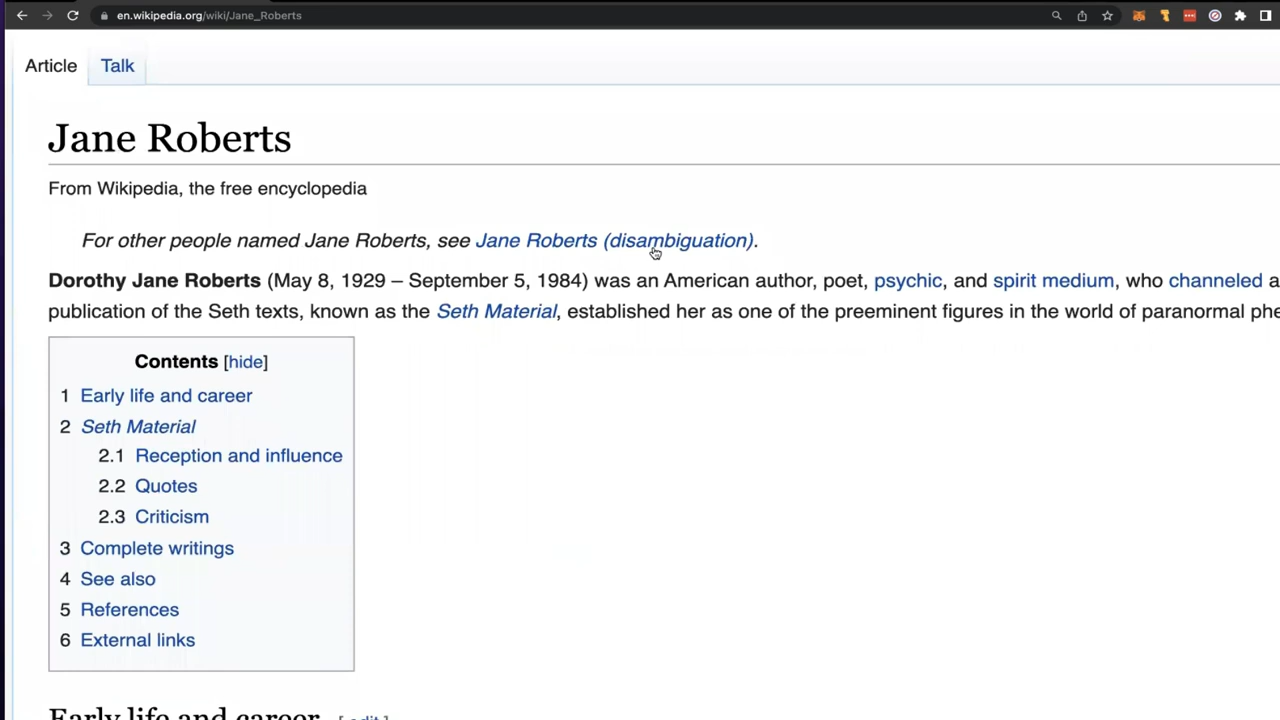 en.wikipedia.org/wiki/Jane_Roberts
Article Talk
Jane Roberts
From Wikipedia, the free encyclopedia
For other people named Jane Roberts, see Jane Roberts (disambiguation).
Dorothy Jane Roberts (May 8, 1929 – September 5, 1984) was an American author, poet, psychic, and spirit medium, who channeled
publication of the Seth texts, known as the Seth Material, established her as one of the preeminent figures in the world of paranormal
Contents [hide]
1 Early life and career
2 Seth Material
2.1 Reception and influence
2.2 Quotes
2.3 Criticism
3 Complete writings
4 See also
5 References
6 External links
Early life and career [edit]